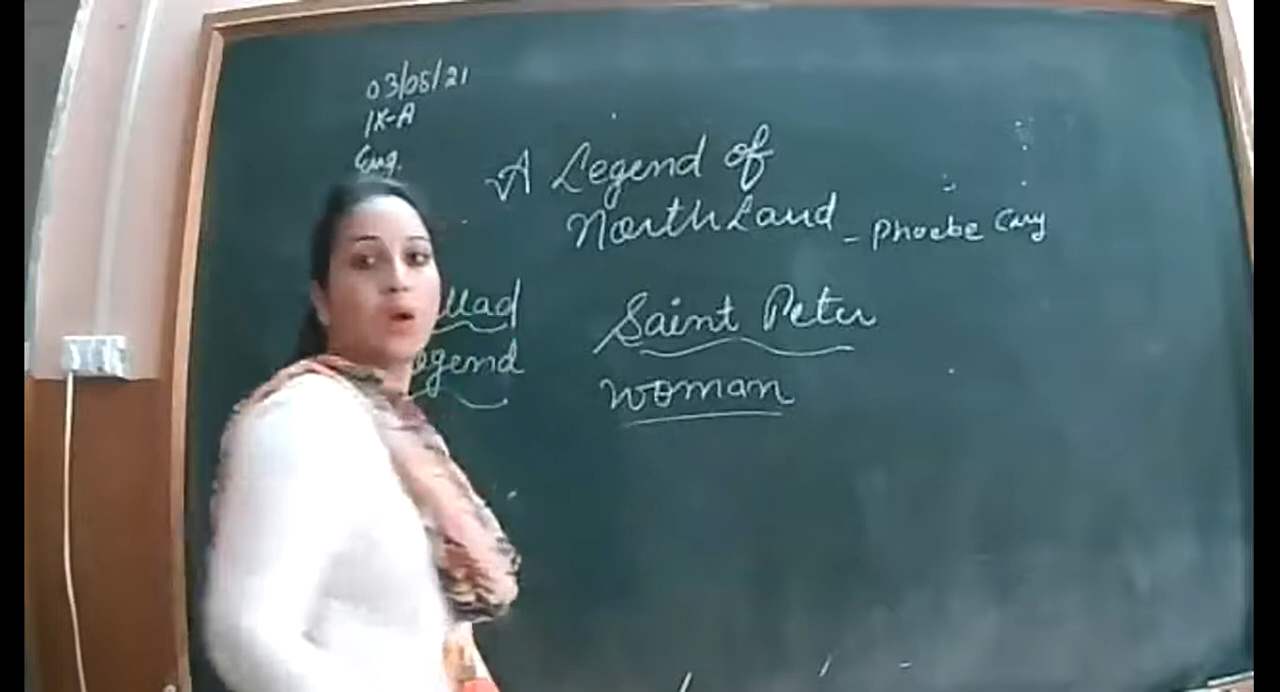 03/05/21
IX-A
Eng.
A Legend of
NorthLand - Phoebe Cary
llad
egend
Saint Peter
woman